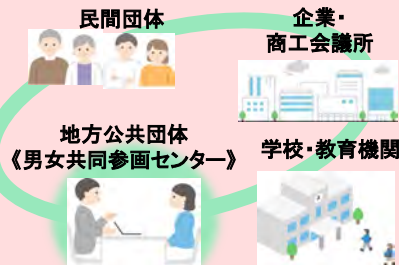 民間団体
企業・
商工会議所
地方公共団体
《男女共同参画センター》
学校・教育機関